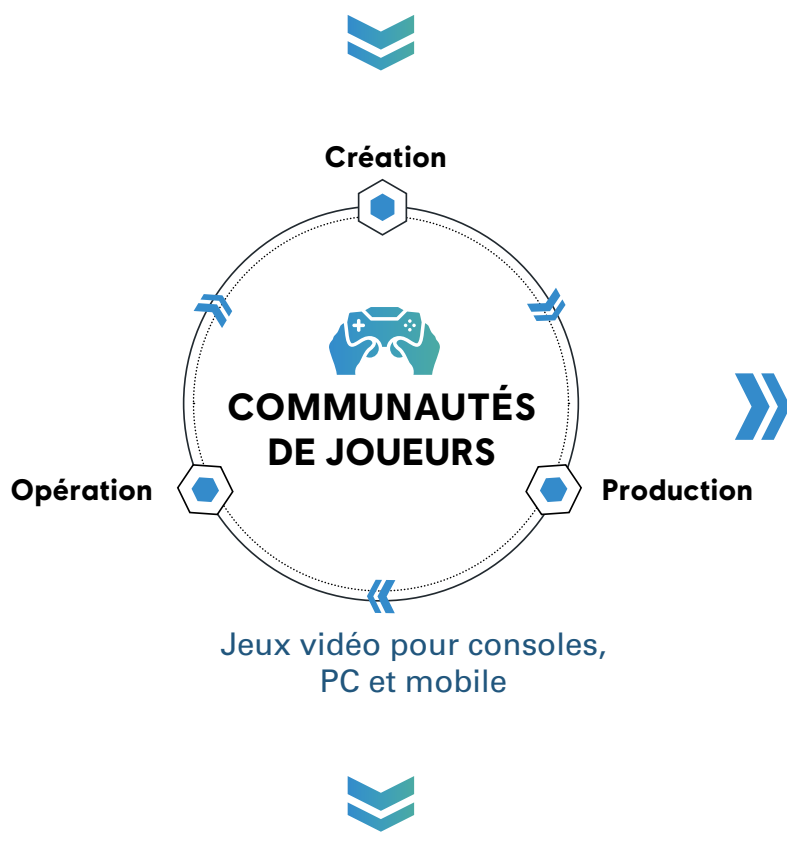 Création
COMMUNAUTÉS
DE JOUEURS
Opération
Production
Jeux vidéo pour consoles,
PC et mobile